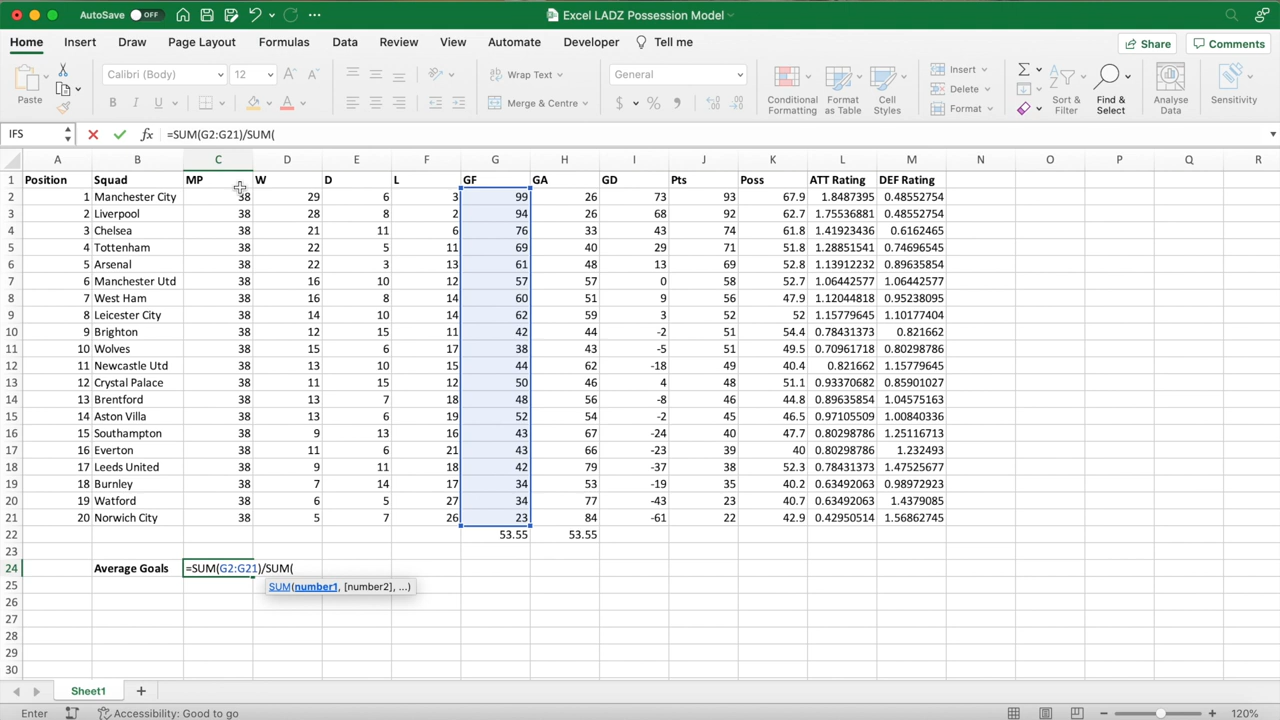 AutoSave OFF Excel LADZ Possession Model
Home Insert Draw Page Layout Formulas Data Review View Automate Developer Tell me Share Comments
Paste Calibri (Body) 12 Wrap Text General Conditional Formatting Format as Table Cell Styles Insert Sort & Filter Find & Select Analyse Data Sensitivity
B I U Merge & Centre $ % Delete
Format
IFS fx =SUM(G2:G21)/SUM(
A B C D E F G H I J K L M N O P Q R
1 Position Squad MP W D L GF GA GD Pts Poss ATT Rating DEF Rating
2 1 Manchester City 38 29 6 3 99 26 73 93 67.9 1.8487395 0.48552754
3 2 Liverpool 38 28 8 2 94 26 68 92 62.7 1.75536881 0.48552754
4 3 Chelsea 38 21 11 6 76 33 43 74 61.8 1.41923436 0.6162465
5 4 Tottenham 38 22 5 11 69 40 29 71 51.8 1.28851541 0.74696545
6 5 Arsenal 38 22 3 13 61 48 13 69 52.8 1.13912232 0.89635854
7 6 Manchester Utd 38 16 10 12 57 57 0 58 52.7 1.06442577 1.06442577
8 7 West Ham 38 16 8 14 60 51 9 56 47.9 1.12044818 0.95238095
9 8 Leicester City 38 14 10 14 62 59 3 52 52 1.15779645 1.10177404
10 9 Brighton 38 12 15 11 42 44 -2 51 54.4 0.78431373 0.821662
11 10 Wolves 38 15 6 17 38 43 -5 51 49.5 0.70961718 0.80298786
12 11 Newcastle Utd 38 13 10 15 44 62 -18 49 40.4 0.821662 1.15779645
13 12 Crystal Palace 38 11 15 12 50 46 4 48 51.1 0.93370682 0.85901027
14 13 Brentford 38 13 7 18 48 56 -8 46 44.8 0.89635854 1.04575163
15 14 Aston Villa 38 13 6 19 52 54 -2 45 46.5 0.97105509 1.00840336
16 15 Southampton 38 9 13 16 43 67 -24 40 47.7 0.80298786 1.25116713
17 16 Everton 38 11 6 21 43 66 -23 39 40 0.80298786 1.232493
18 17 Leeds United 38 9 11 18 42 79 -37 38 52.3 0.78431373 1.47525677
19 18 Burnley 38 7 14 17 34 53 -19 35 40.2 0.63492063 0.98972923
20 19 Watford 38 6 5 27 34 77 -43 23 40.7 0.63492063 1.4379085
21 20 Norwich City 38 5 7 26 23 84 -61 22 42.9 0.42950514 1.56862745
22 53.55 53.55
23
24 Average Goals =SUM(G2:G21)/SUM(
25 SUM(number1, [number2], ...)
26
27
28
29
30
Sheet1
Enter Accessibility: Good to go 120%